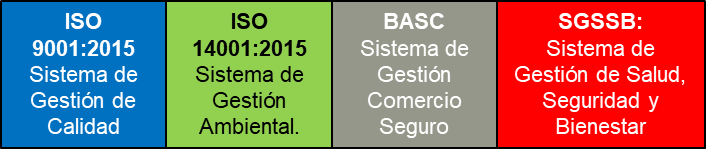 ISO
9001:2015
Sistema de
Gestión de
Calidad
ISO
14001:2015
Sistema de
Gestión
Ambiental.
BASC
Sistema de
Gestión
Comercio
Seguro
SGSSB:
Sistema de
Gestión de Salud,
Seguridad y
Bienestar